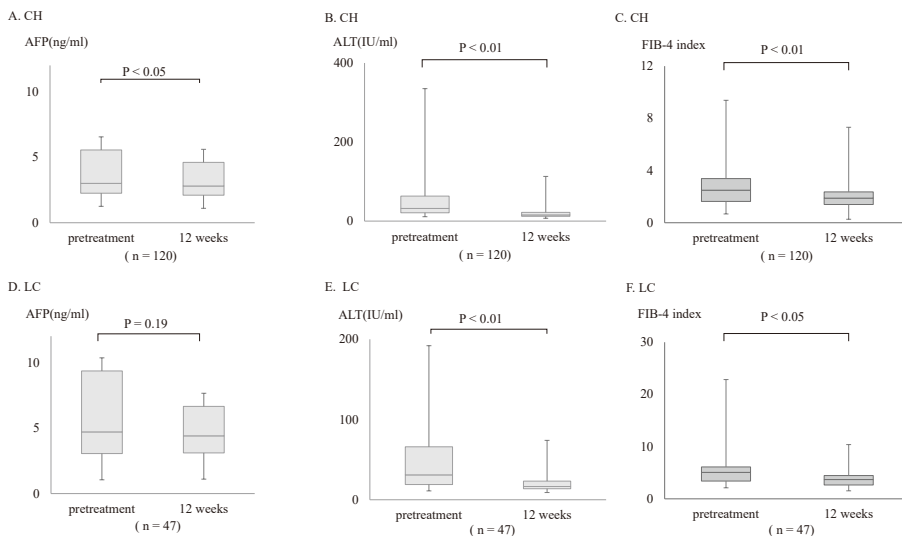 A. CH
AFP(ng/ml)
P < 0.05
10
5
0
pretreatment 12 weeks
( n = 120)
B. CH
ALT(IU/ml)
P < 0.01
400
200
0
pretreatment 12 weeks
( n = 120)
C. CH
FIB-4 index
P < 0.01
12
8
4
0
pretreatment 12 weeks
( n = 120)
D. LC
AFP(ng/ml)
P = 0.19
10
5
0
pretreatment 12 weeks
( n = 47)
E. LC
ALT(IU/ml)
P < 0.01
200
100
0
pretreatment 12 weeks
( n = 47)
F. LC
FIB-4 index
P < 0.05
30
20
10
0
pretreatment 12 weeks
( n = 47)